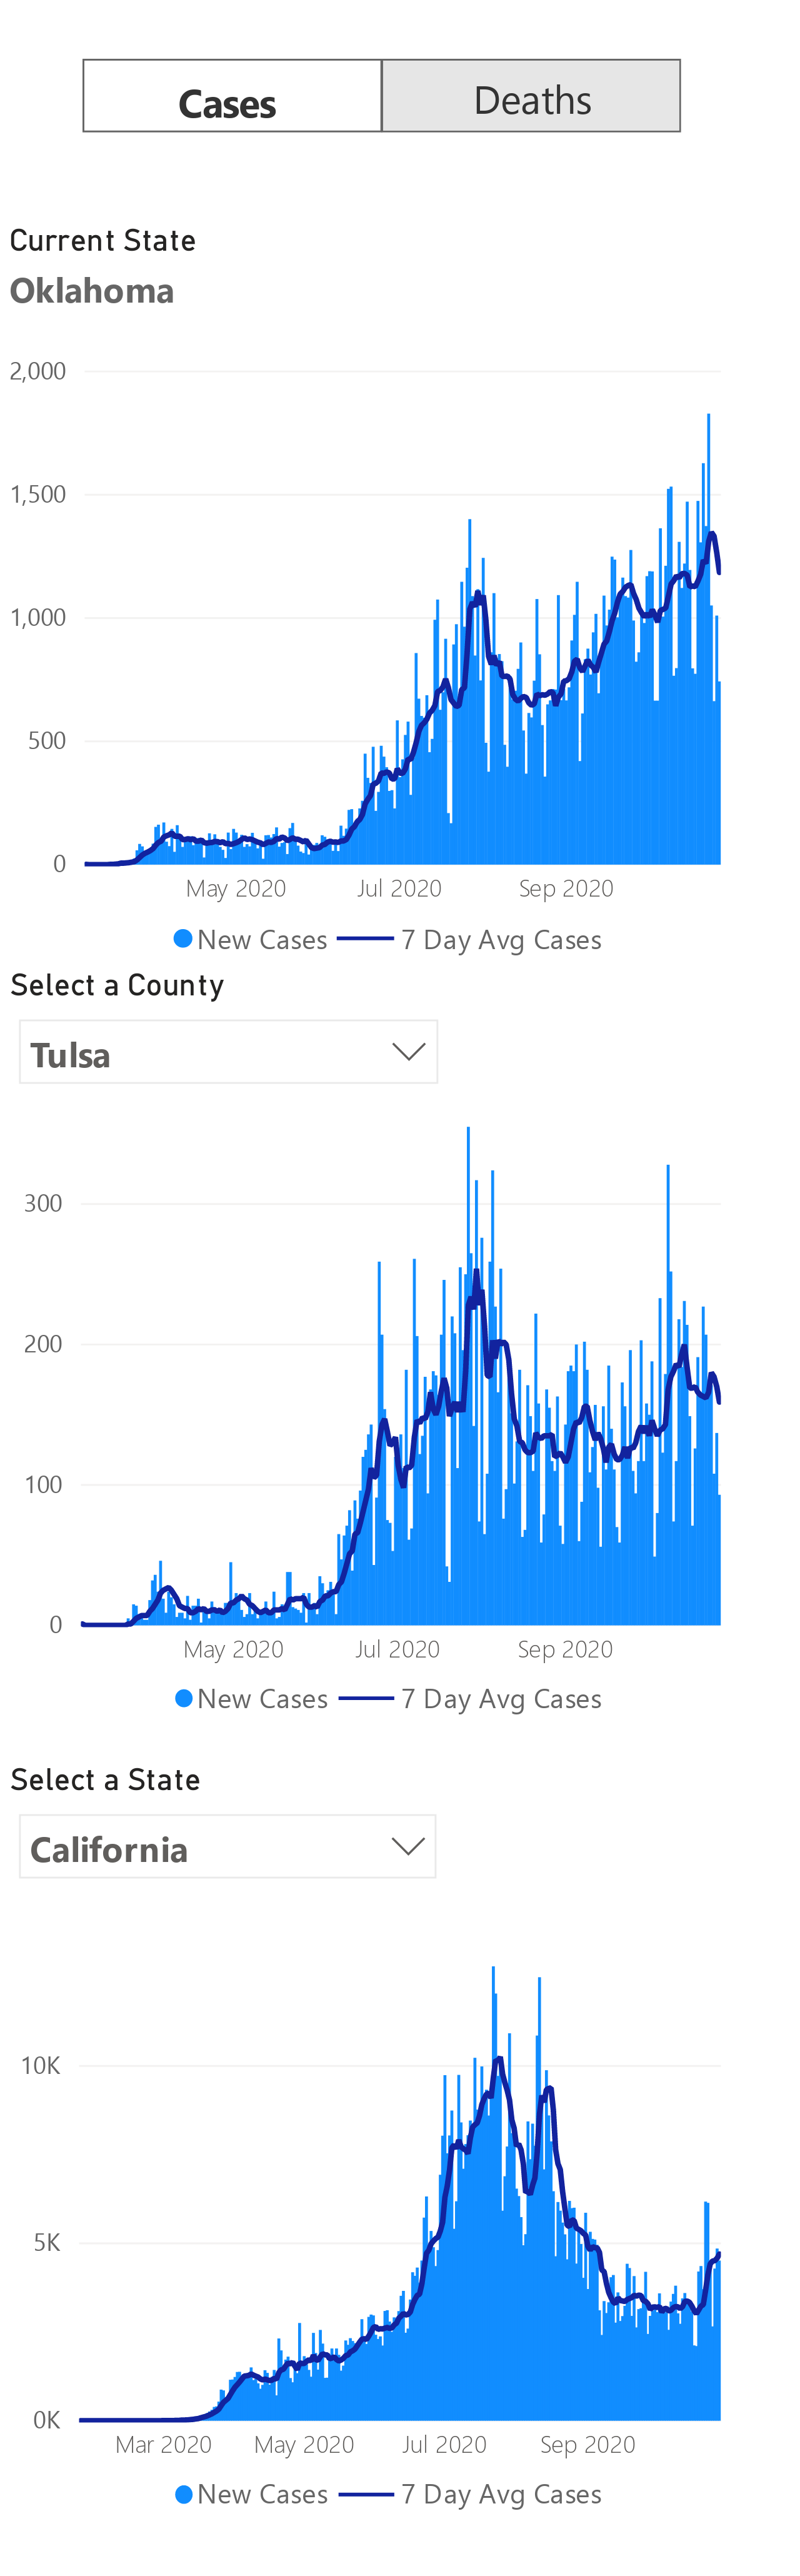 Cases Deaths
Current State
Oklahoma
2,000
1,500
1,000
500
0
May 2020 Jul 2020 Sep 2020
New Cases 7 Day Avg Cases
Select a County
Tulsa
300
200
100
0
May 2020 Jul 2020 Sep 2020
New Cases 7 Day Avg Cases
Select a State
California
10K
5K
0K
Mar 2020 May 2020 Jul 2020 Sep 2020
New Cases 7 Day Avg Cases